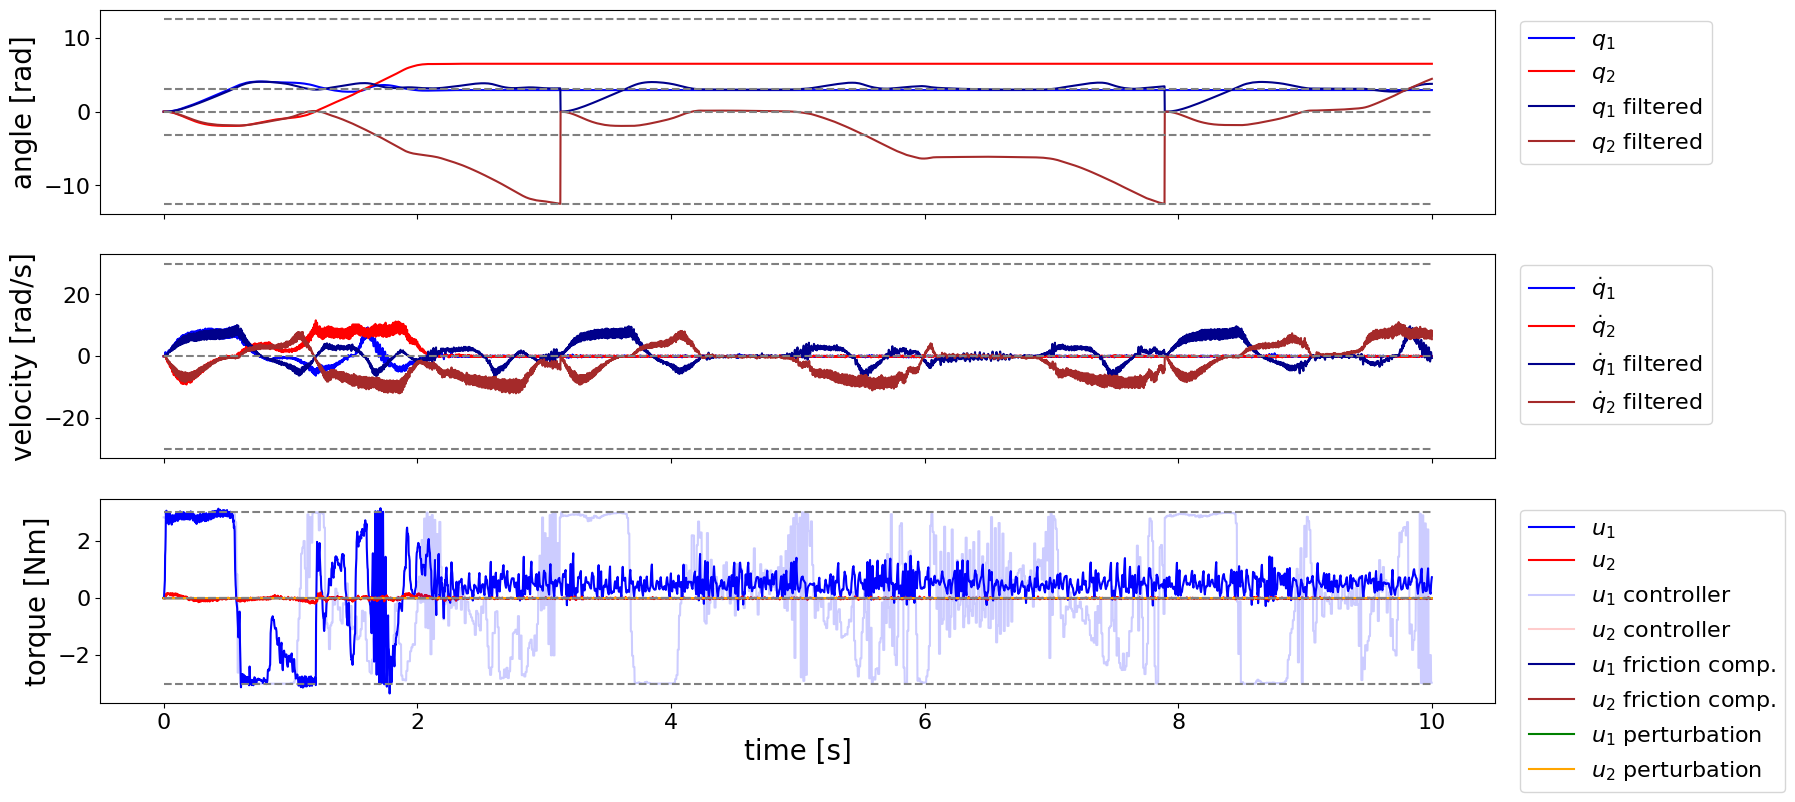 angle [rad]
10
0
−10
q₁
q₂
q₁ filtered
q₂ filtered
velocity [rad/s]
20
0
−20
q̇₁
q̇₂
q̇₁ filtered
q̇₂ filtered
torque [Nm]
2
0
−2
0 2 4 6 8 10
time [s]
u₁
u₂
u₁ controller
u₂ controller
u₁ friction comp.
u₂ friction comp.
u₁ perturbation
u₂ perturbation